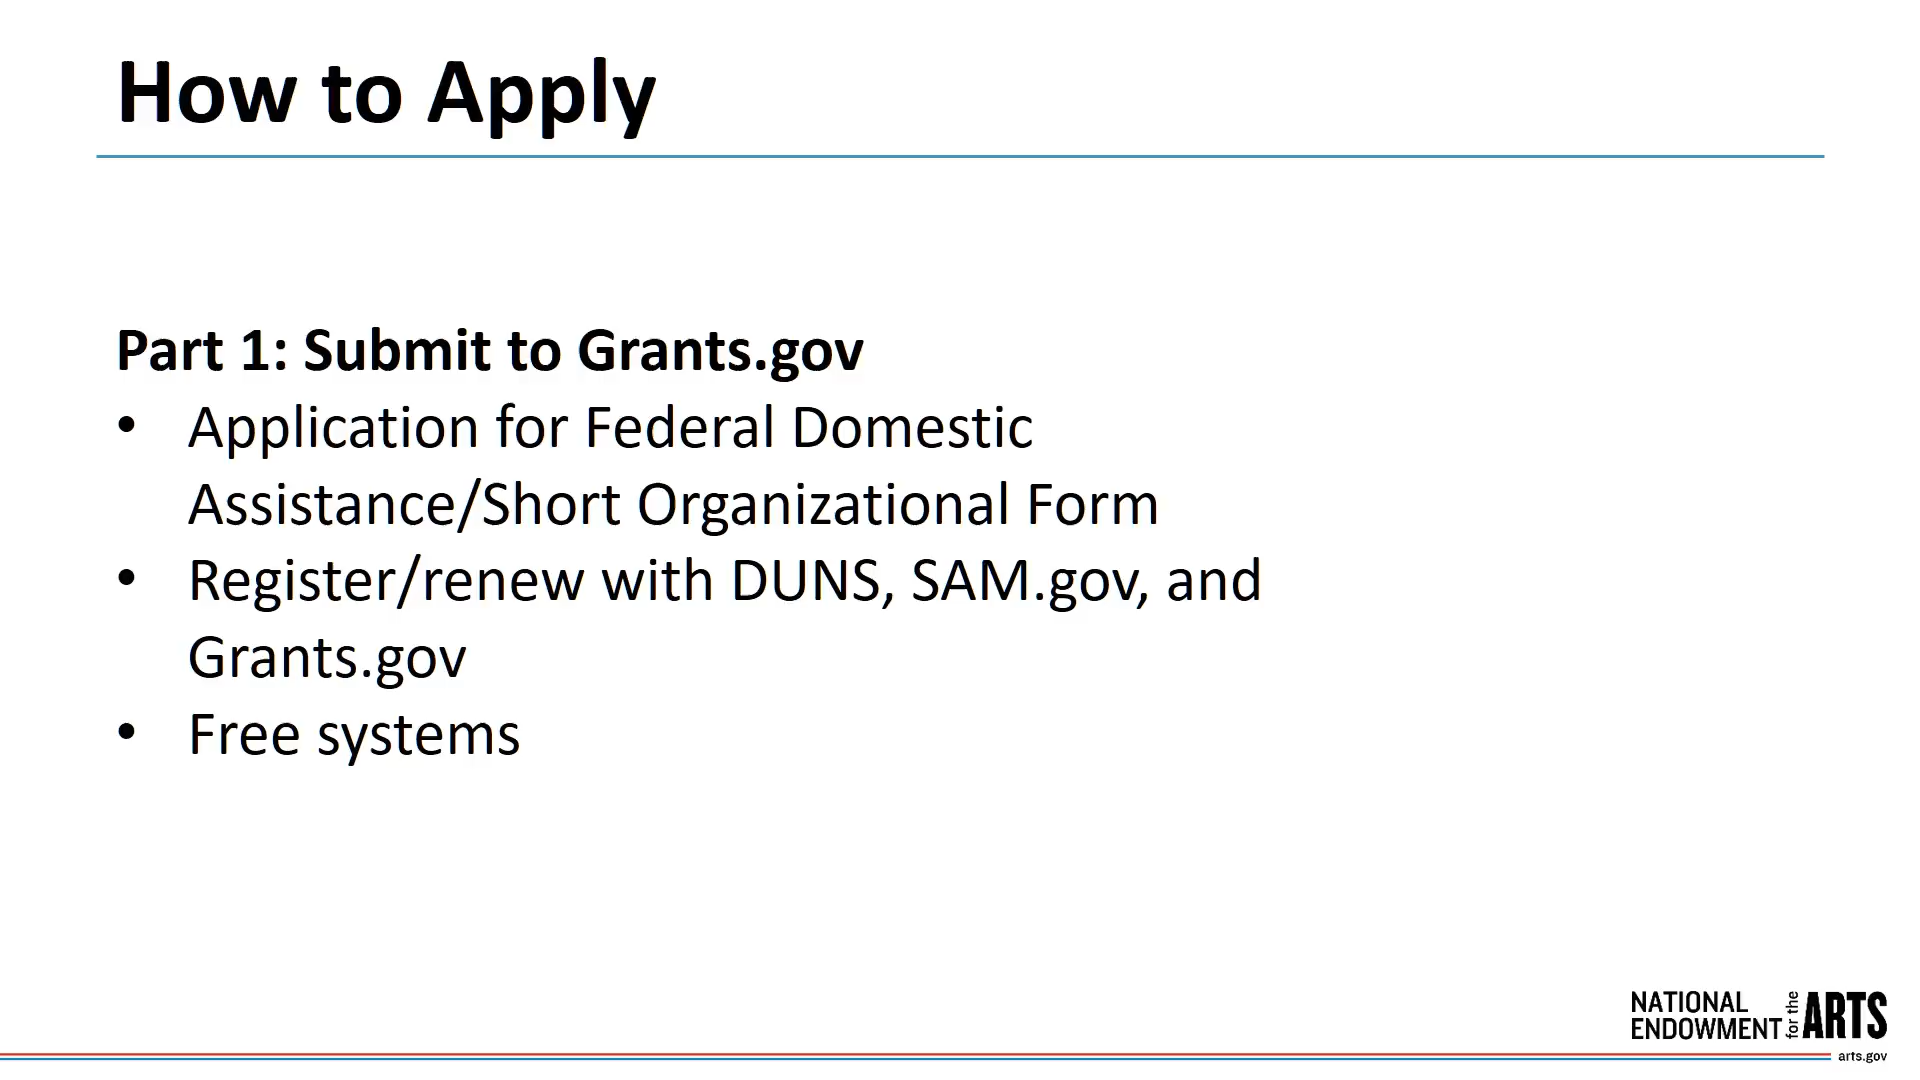 How to Apply
Part 1: Submit to Grants.gov
• Application for Federal Domestic
Assistance/Short Organizational Form
• Register/renew with DUNS, SAM.gov, and
Grants.gov
• Free systems
NATIONAL
ENDOWMENT
for the
ARTS
arts.gov